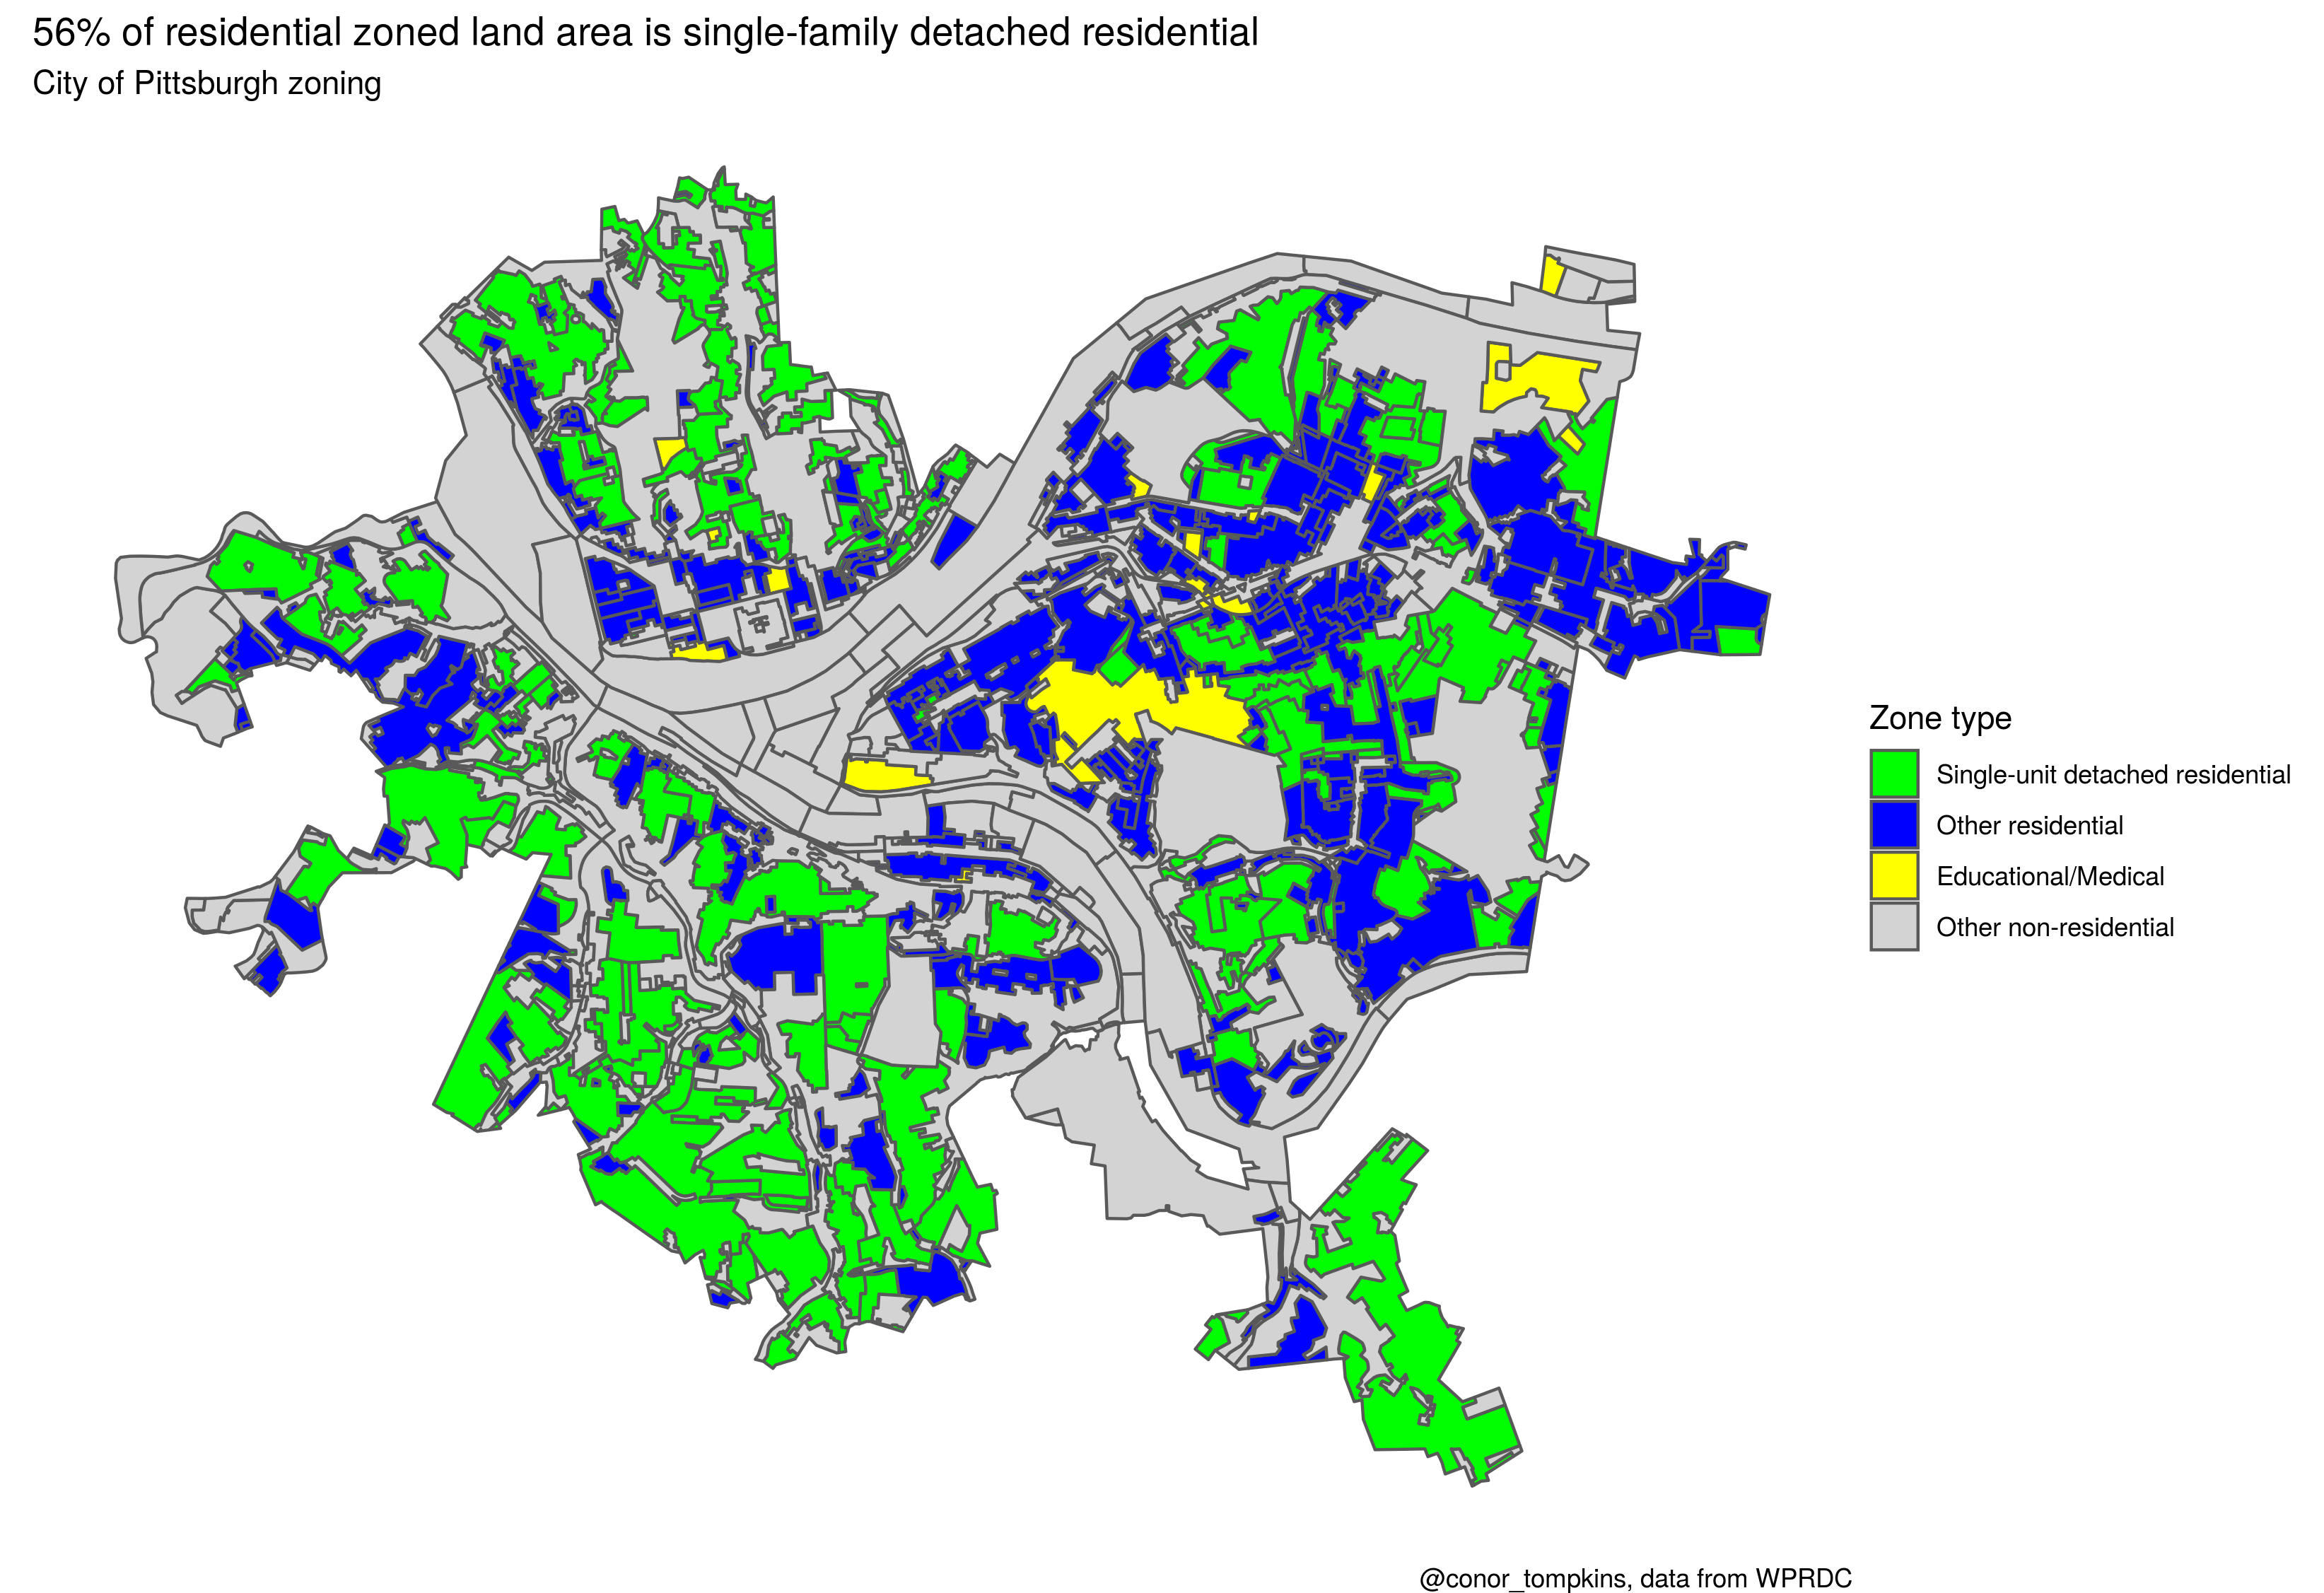 56% of residential zoned land area is single-family detached residential
City of Pittsburgh zoning
Zone type
Single-unit detached residential
Other residential
Educational/Medical
Other non-residential
@conor_tompkins, data from WPRDC